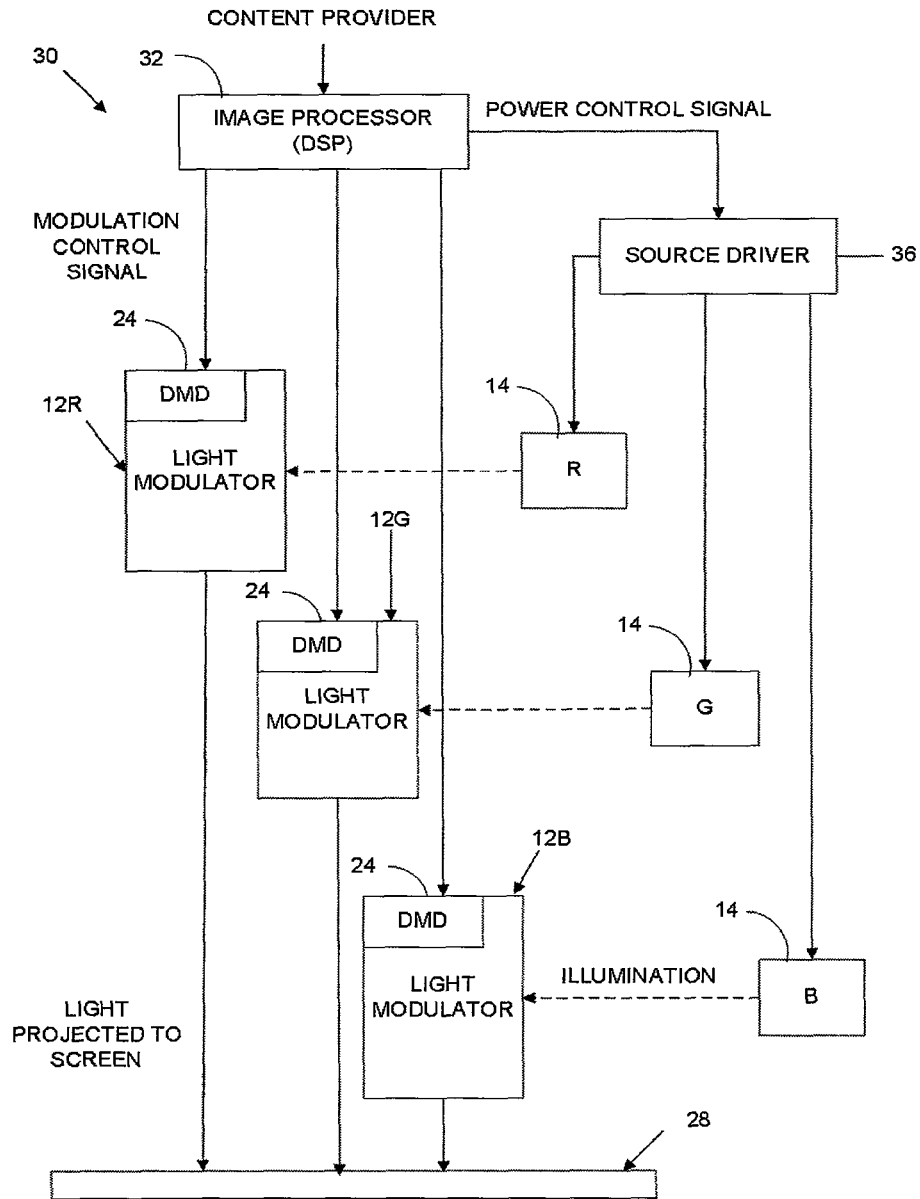 CONTENT PROVIDER
32
30
IMAGE PROCESSOR
(DSP)
POWER CONTROL SIGNAL
MODULATION
CONTROL
SIGNAL
SOURCE DRIVER
36
24
DMD
12R
LIGHT
MODULATOR
14
R
12G
24
DMD
LIGHT
MODULATOR
14
G
12B
24
DMD
LIGHT
MODULATOR
ILLUMINATION
14
B
LIGHT
PROJECTED TO
SCREEN
28